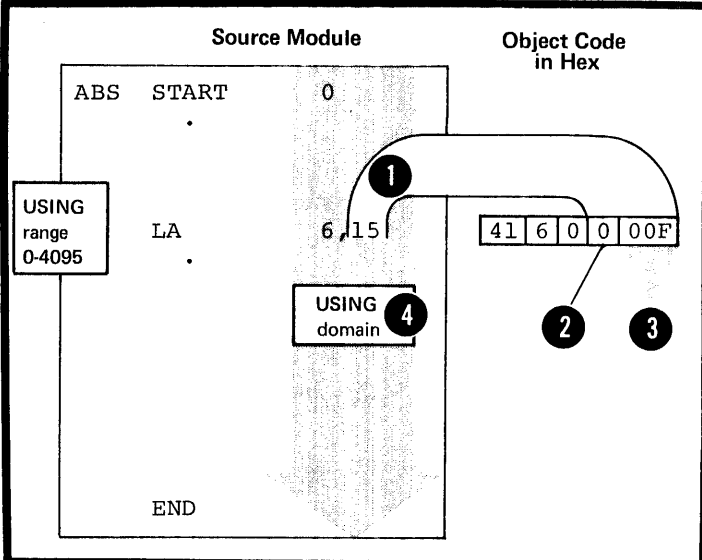 Source Module
Object Code
in Hex
ABS START 0
.
1
USING
range
0-4095
LA 6,15
41 6 0 0 00F
.
USING
domain
4
2
3
END